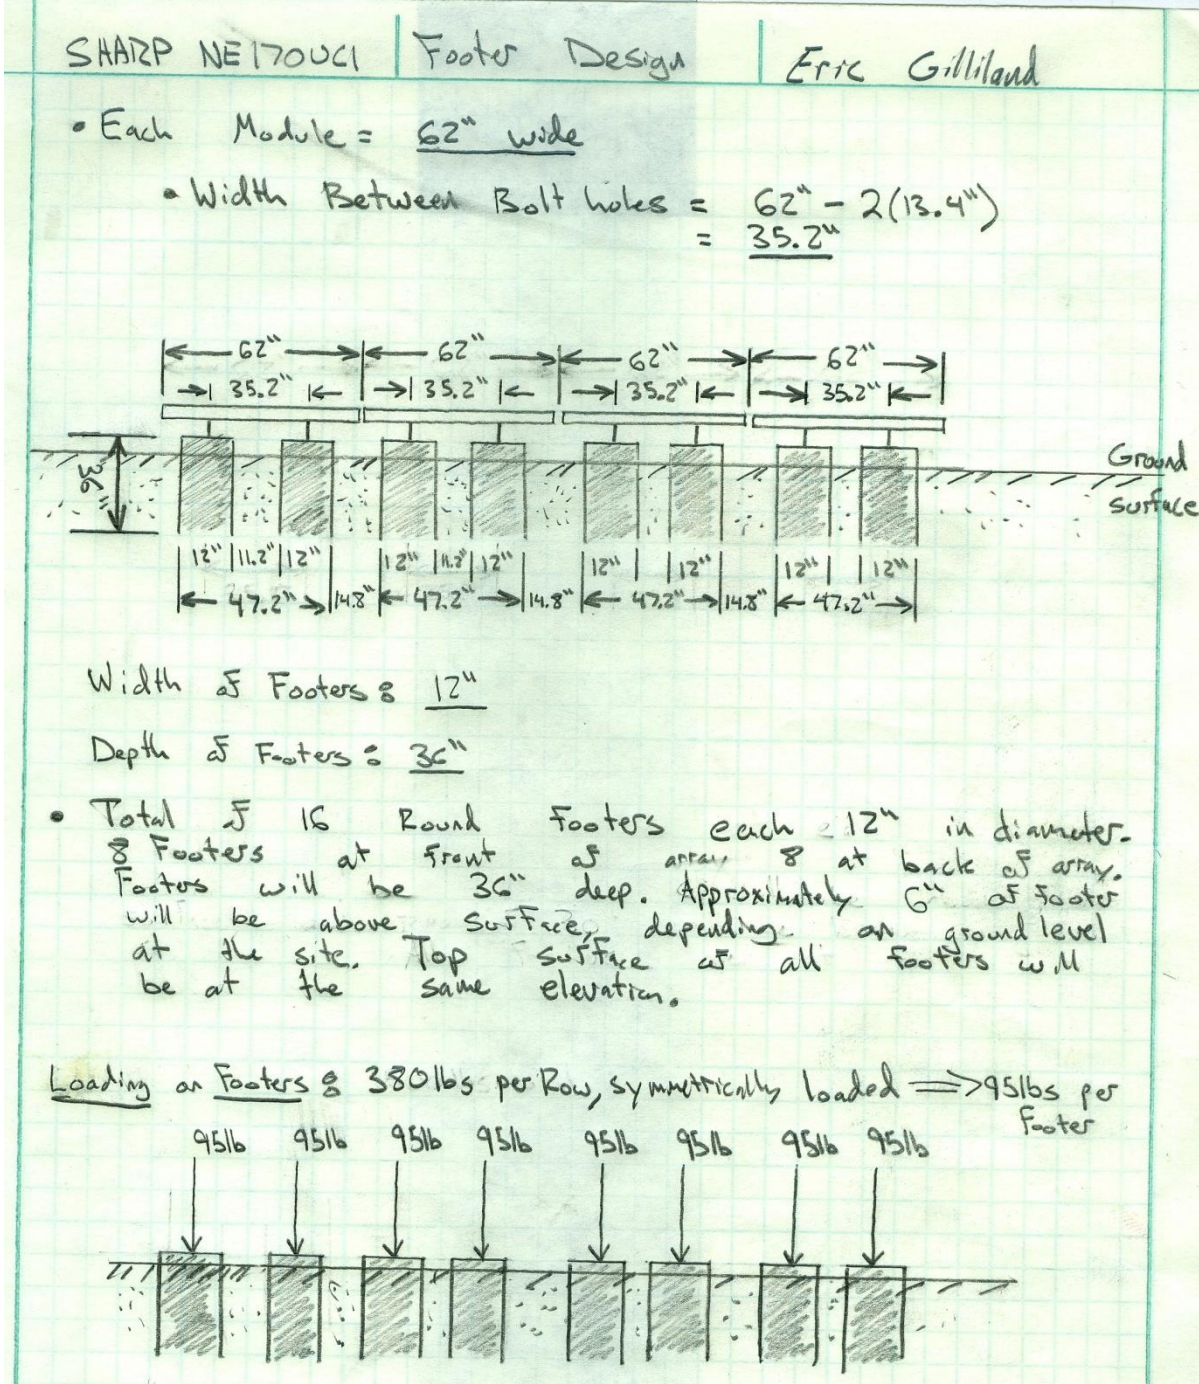 SHARP NE170UC1 | Footer Design | Eric Gilliland
• Each Module = 62" wide
• Width Between Bolt holes = 62" - 2(13.4")
= 35.2"
62" 62" 62" 62"
35.2" 35.2" 35.2" 35.2"
36"
Ground
surface
12" 11.2" 12" 12" 11.2" 12" 12" 12" 12" 12"
47.2" 14.8" 47.2" 14.8" 47.2" 14.8" 47.2"
Width of Footers: 12"
Depth of Footers: 36"
• Total of 16 Round footers each 12" in diameter.
8 Footers at front of array 8 at back of array.
Footers will be 36" deep. Approximately 6" of footer
will be above surface, depending on ground level
at the site. Top surface of all footers will
be at the same elevation.
Loading on Footers: 380 lbs per Row, symmetrically loaded => 95lbs per
footer
95lb 95lb 95lb 95lb 95lb 95lb 95lb 95lb